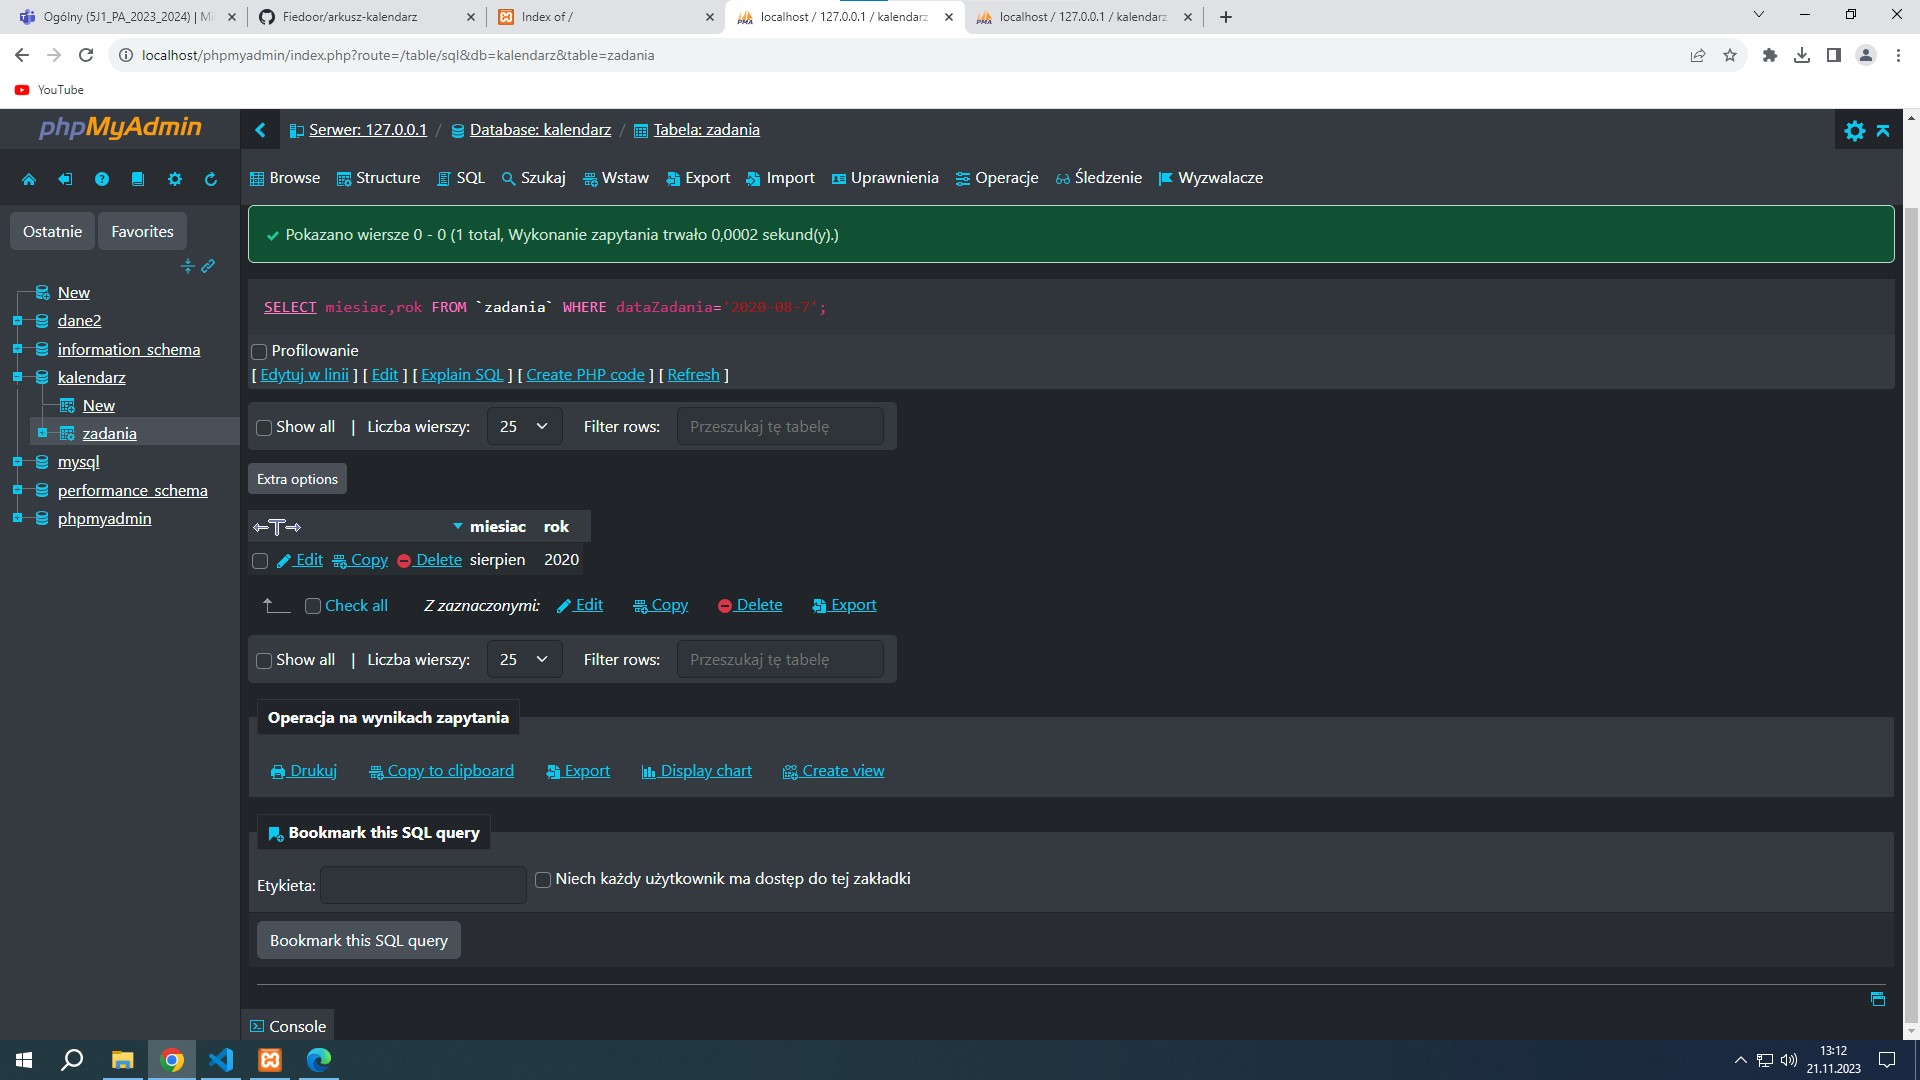 Ogólny (5J1_PA_2023_2024) | Mi
Fiedoor/arkusz-kalendarz
Index of /
localhost / 127.0.0.1 / kalendarz
localhost / 127.0.0.1 / kalendarz
localhost/phpmyadmin/index.php?route=/table/sql&db=kalendarz&table=zadania
YouTube
phpMyAdmin
Serwer: 127.0.0.1 / Database: kalendarz / Tabela: zadania
Browse Structure SQL Szukaj Wstaw Export Import Uprawnienia Operacje Śledzenie Wyzwalacze
Ostatnie Favorites
New
dane2
information_schema
kalendarz
New
zadania
mysql
performance_schema
phpmyadmin
Pokazano wiersze 0 - 0 (1 total, Wykonanie zapytania trwało 0,0002 sekund(y).)
SELECT miesiac,rok FROM `zadania` WHERE dataZadania='2020-08-7';
Profilowanie
[ Edytuj w linii ] [ Edit ] [ Explain SQL ] [ Create PHP code ] [ Refresh ]
Show all | Liczba wierszy: 25 Filter rows: Przeszukaj tę tabelę
Extra options
←T→ miesiac rok
Edit Copy Delete sierpien 2020
Check all Z zaznaczonymi: Edit Copy Delete Export
Show all | Liczba wierszy: 25 Filter rows: Przeszukaj tę tabelę
Operacja na wynikach zapytania
Drukuj Copy to clipboard Export Display chart Create view
Bookmark this SQL query
Etykieta: Niech każdy użytkownik ma dostęp do tej zakładki
Bookmark this SQL query
Console
13:12
21.11.2023